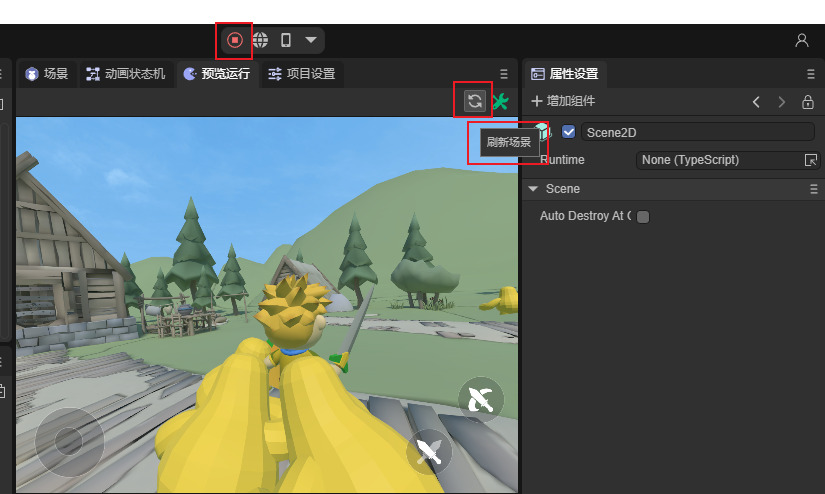 场景
动画状态机
预览运行
项目设置
属性设置
增加组件
刷新场景
Scene2D
Runtime
None (TypeScript)
Scene
Auto Destroy At C